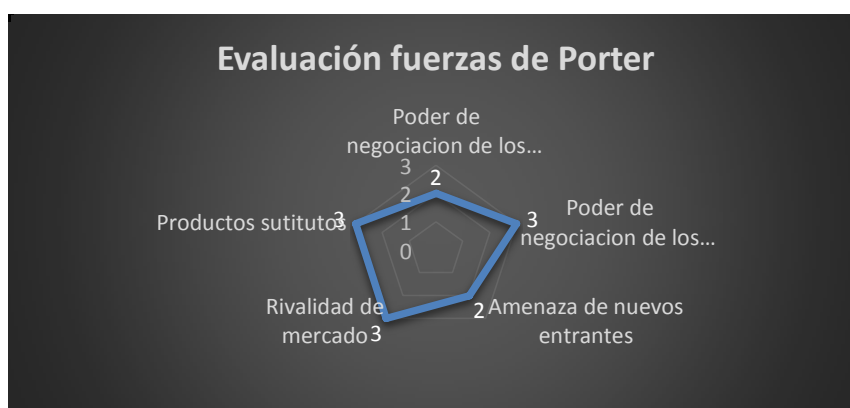 Evaluación fuerzas de Porter
Poder de
negociacion de los...
3
2
1
0
2
Poder de
negociacion de los...
3
Amenaza de nuevos
entrantes
2
Rivalidad de
mercado
3
Productos sutitutos
3